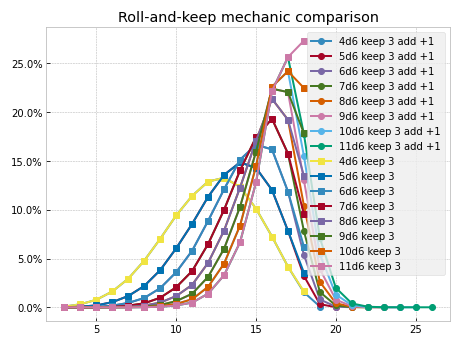 Roll-and-keep mechanic comparison
25.0%
20.0%
15.0%
10.0%
5.0%
0.0%
5
10
15
20
25
4d6 keep 3 add +1
5d6 keep 3 add +1
6d6 keep 3 add +1
7d6 keep 3 add +1
8d6 keep 3 add +1
9d6 keep 3 add +1
10d6 keep 3 add +1
11d6 keep 3 add +1
4d6 keep 3
5d6 keep 3
6d6 keep 3
7d6 keep 3
8d6 keep 3
9d6 keep 3
10d6 keep 3
11d6 keep 3